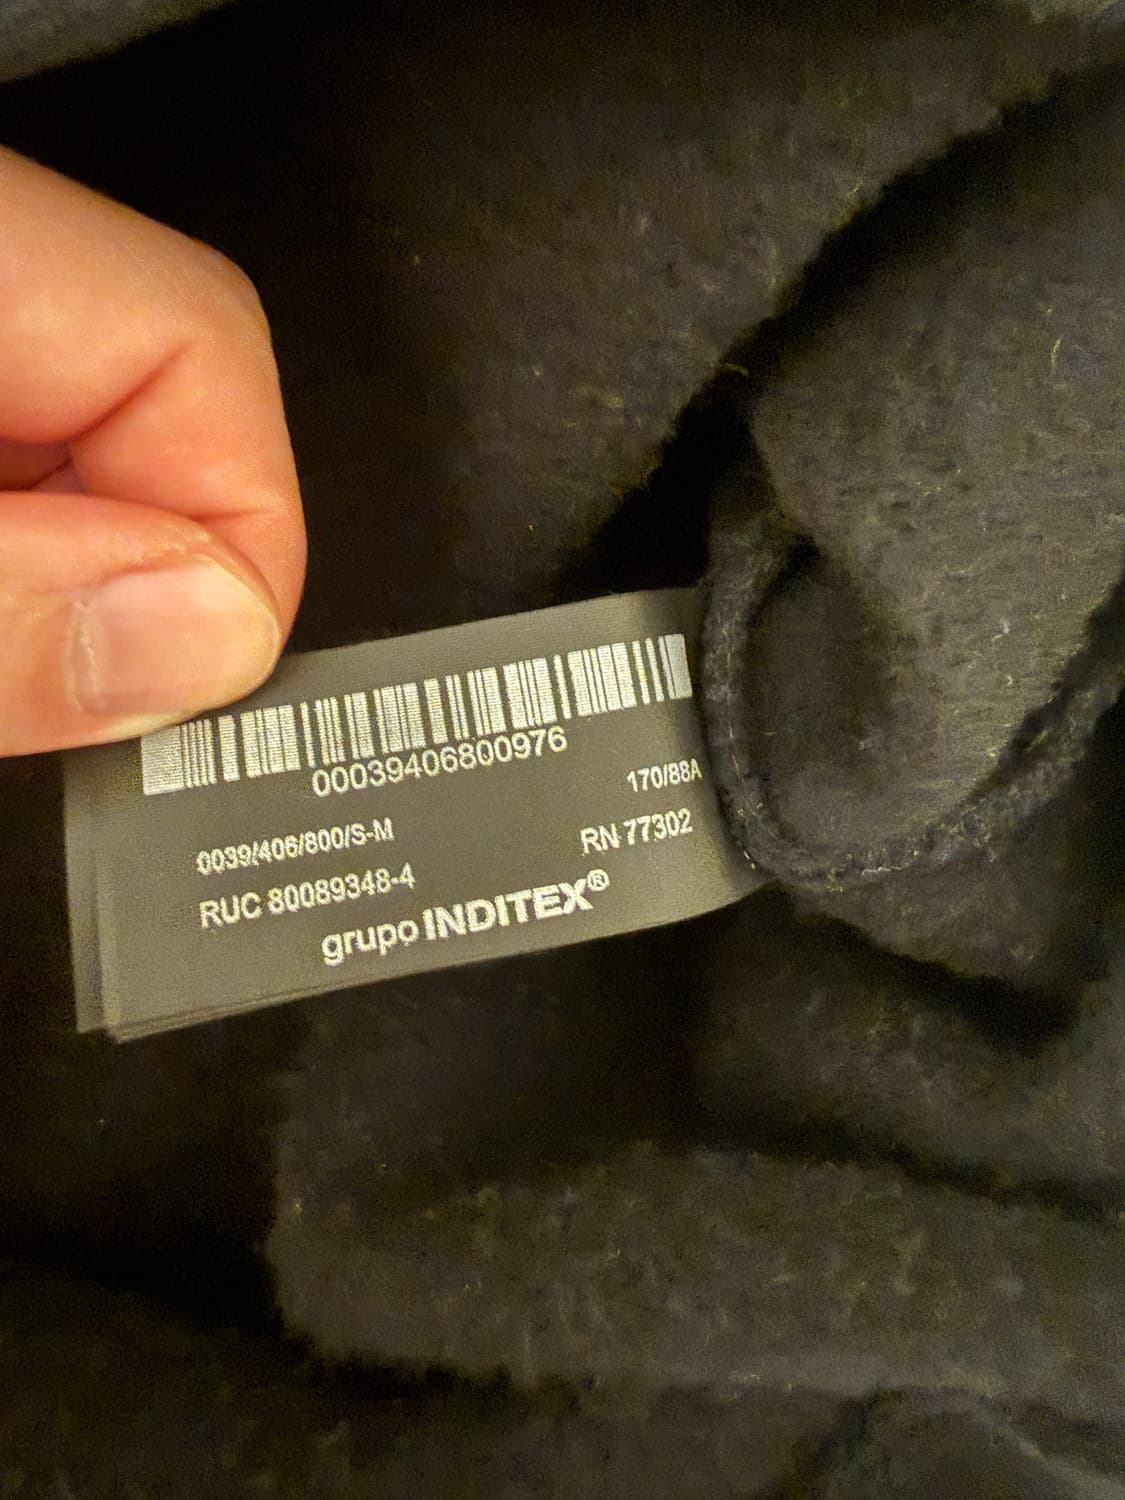 00039406800976
170/88A
0039/406/800/S-M
RN 77302
RUC 80089348-4
grupo INDITEX®